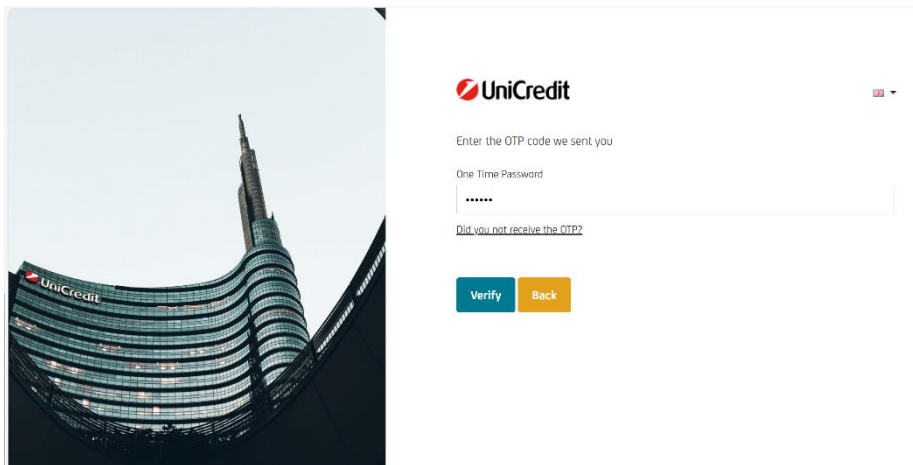 UniCredit
UniCredit
Enter the OTP code we sent you
One Time Password
••••••
Did you not receive the OTP?
Verify
Back